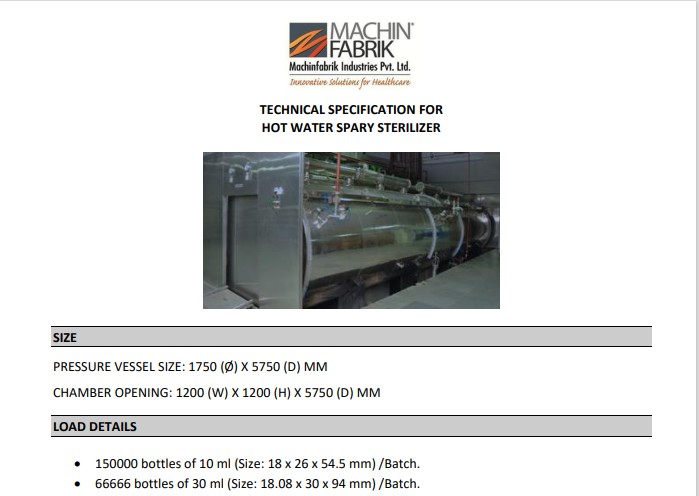 MACHIN
FABRIK
Machinfabrik Industries Pvt. Ltd.
Innovative Solutions for Healthcare
TECHNICAL SPECIFICATION FOR
HOT WATER SPARY STERILIZER
SIZE
PRESSURE VESSEL SIZE: 1750 (Ø) X 5750 (D) MM
CHAMBER OPENING: 1200 (W) X 1200 (H) X 5750 (D) MM
LOAD DETAILS
• 150000 bottles of 10 ml (Size: 18 x 26 x 54.5 mm) /Batch.
• 66666 bottles of 30 ml (Size: 18.08 x 30 x 94 mm) /Batch.